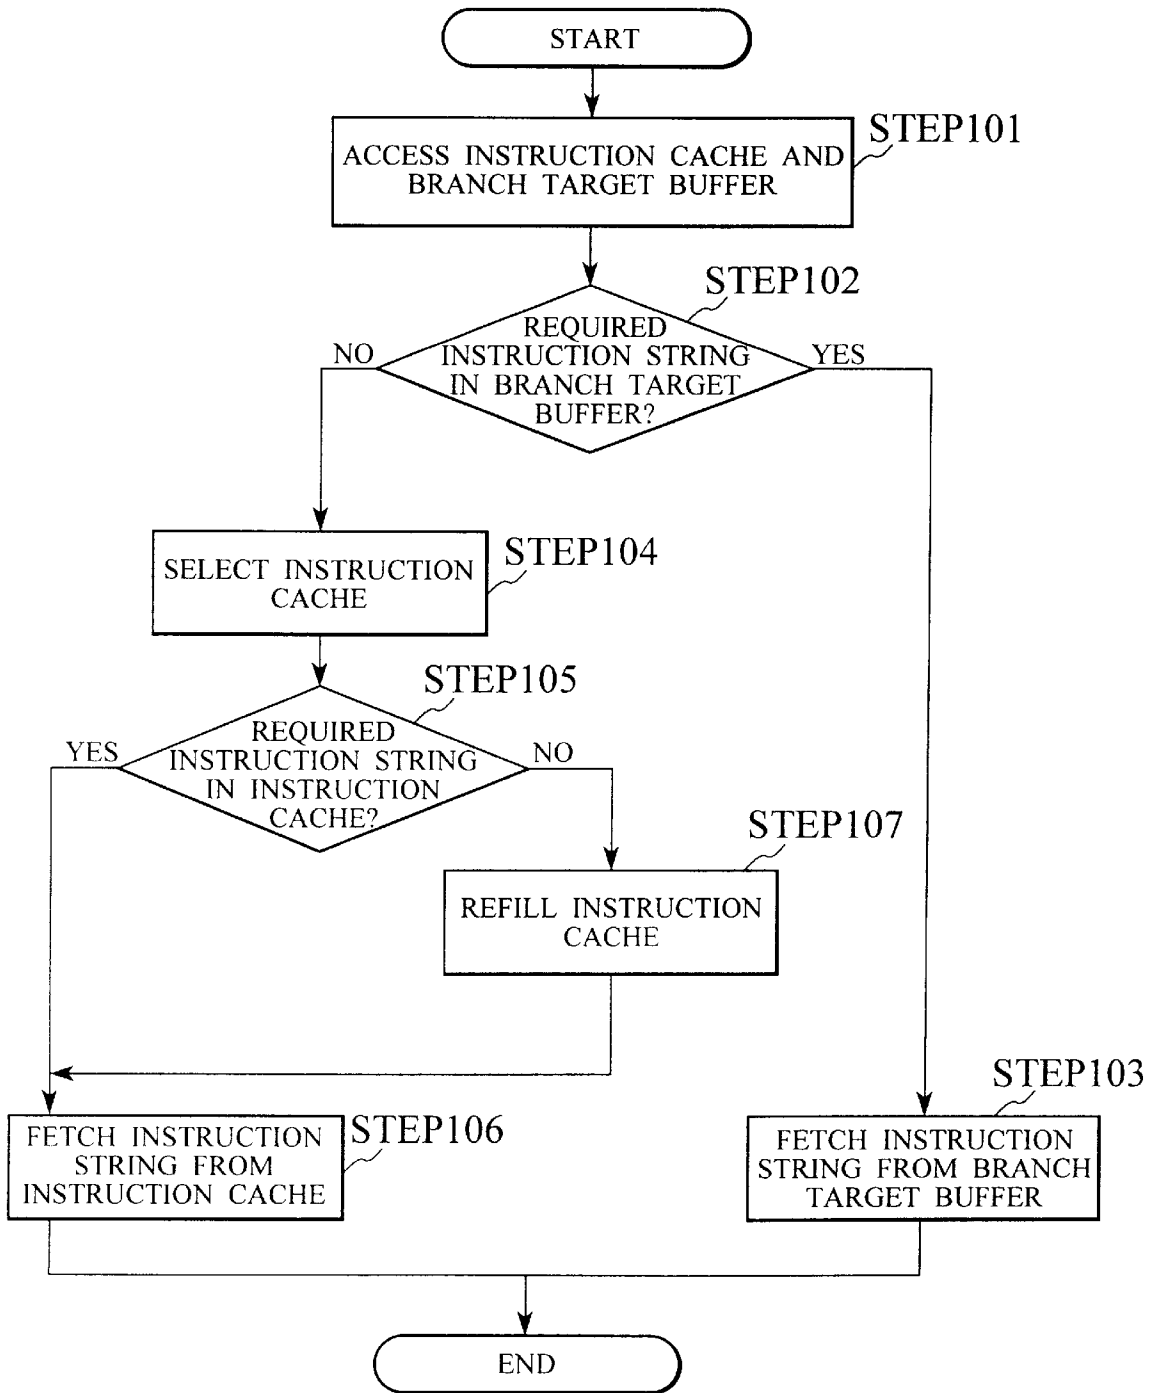 START
STEP101
ACCESS INSTRUCTION CACHE AND
BRANCH TARGET BUFFER
STEP102
REQUIRED
INSTRUCTION STRING
IN BRANCH TARGET
BUFFER?
NO
YES
STEP104
SELECT INSTRUCTION
CACHE
STEP105
REQUIRED
INSTRUCTION STRING
IN INSTRUCTION
CACHE?
YES
NO
STEP107
REFILL INSTRUCTION
CACHE
STEP106
FETCH INSTRUCTION
STRING FROM
INSTRUCTION CACHE
STEP103
FETCH INSTRUCTION
STRING FROM BRANCH
TARGET BUFFER
END